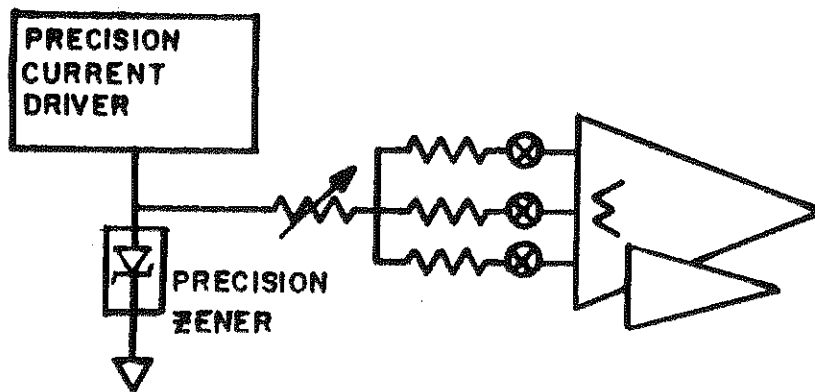 PRECISION
CURRENT
DRIVER
PRECISION
ZENER
Σ